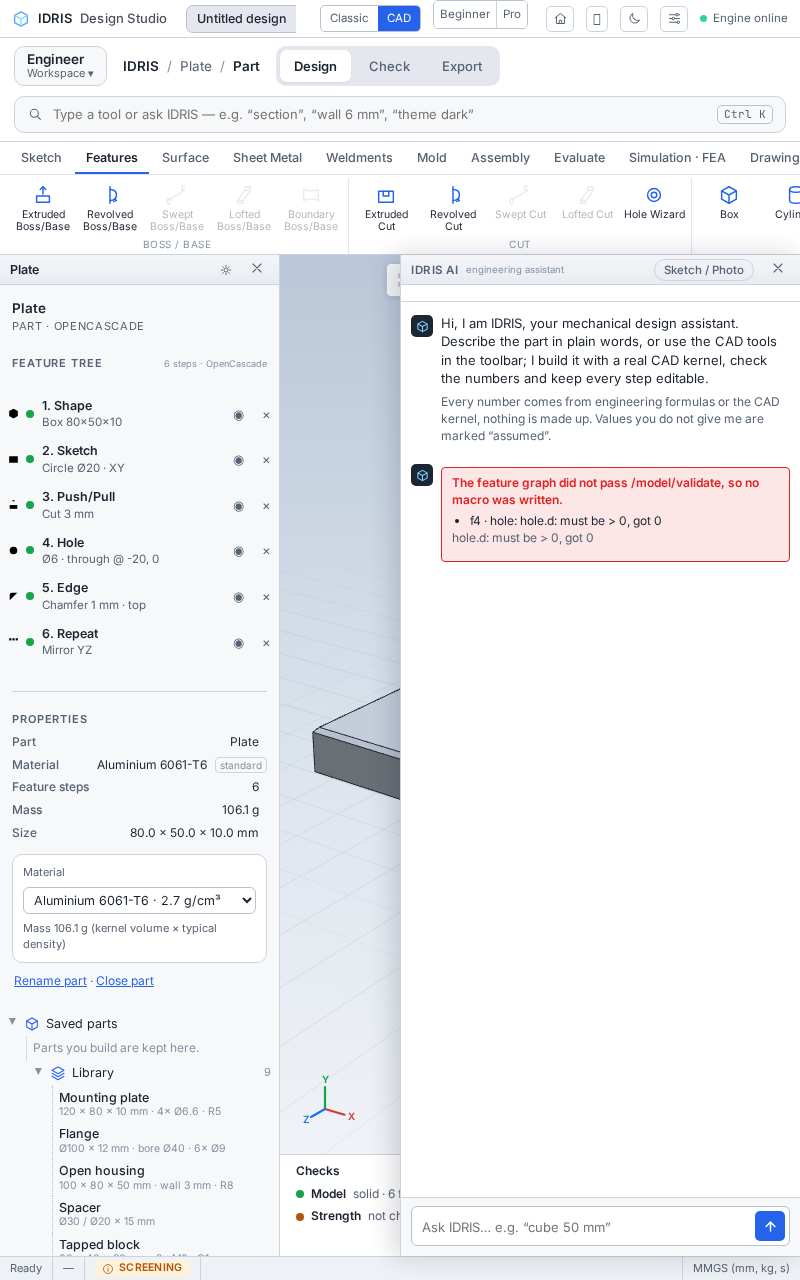 IDRIS Design Studio
Untitled design
Classic CAD
Beginner Pro
Engine online
Engineer
Workspace ▾
IDRIS / Plate / Part
Design Check Export
Type a tool or ask IDRIS — e.g. “section”, “wall 6 mm”, “theme dark”
Ctrl K
Sketch Features Surface Sheet Metal Weldments Mold Assembly Evaluate Simulation · FEA Drawing
Extruded Boss/Base
Revolved Boss/Base
Swept Boss/Base
Lofted Boss/Base
Boundary Boss/Base
BOSS / BASE
Extruded Cut
Revolved Cut
Swept Cut
Lofted Cut
Hole Wizard
CUT
Box
Cylin
Plate
Plate
PART · OPENCASCADE
FEATURE TREE 6 steps · OpenCascade
1. Shape
Box 80×50×10
◉ ×
2. Sketch
Circle Ø20 · XY
◉ ×
3. Push/Pull
Cut 3 mm
◉ ×
4. Hole
Ø6 · through @ -20, 0
◉ ×
5. Edge
Chamfer 1 mm · top
◉ ×
6. Repeat
Mirror YZ
◉ ×
PROPERTIES
Part Plate
Material Aluminium 6061-T6 standard
Feature steps 6
Mass 106.1 g
Size 80.0 × 50.0 × 10.0 mm
Material
Aluminium 6061-T6 · 2.7 g/cm³
Mass 106.1 g (kernel volume × typical
density)
Rename part · Close part
Saved parts
Parts you build are kept here.
Library 9
Mounting plate
120 × 80 × 10 mm · 4× Ø6.6 · R5
Flange
Ø100 × 12 mm · bore Ø40 · 6× Ø9
Open housing
100 × 80 × 50 mm · wall 3 mm · R8
Spacer
Ø30 / Ø20 × 15 mm
Tapped block
Y
X
Z
Checks
Model solid · 6 f
Strength not ch
IDRIS AI engineering assistant
Sketch / Photo
Hi, I am IDRIS, your mechanical design assistant.
Describe the part in plain words, or use the CAD tools
in the toolbar; I build it with a real CAD kernel, check
the numbers and keep every step editable.
Every number comes from engineering formulas or the CAD
kernel, nothing is made up. Values you do not give me are
marked “assumed”.
The feature graph did not pass /model/validate, so no
macro was written.
• f4 · hole: hole.d: must be > 0, got 0
hole.d: must be > 0, got 0
Ask IDRIS… e.g. “cube 50 mm”
Ready
—
SCREENING
MMGS (mm, kg, s)